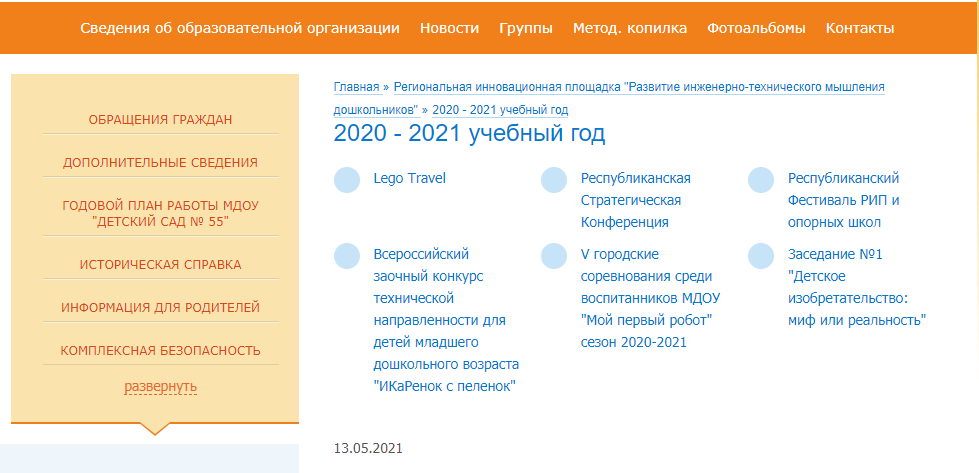 Сведения об образовательной организации Новости Группы Метод. копилка Фотоальбомы Контакты
ОБРАЩЕНИЯ ГРАЖДАН
ДОПОЛНИТЕЛЬНЫЕ СВЕДЕНИЯ
ГОДОВОЙ ПЛАН РАБОТЫ МДОУ
"ДЕТСКИЙ САД № 55"
ИСТОРИЧЕСКАЯ СПРАВКА
ИНФОРМАЦИЯ ДЛЯ РОДИТЕЛЕЙ
КОМПЛЕКСНАЯ БЕЗОПАСНОСТЬ
развернуть
Главная » Региональная инновационная площадка "Развитие инженерно-технического мышления
дошкольников" » 2020 - 2021 учебный год
2020 - 2021 учебный год
Lego Travel
Республиканская
Стратегическая
Конференция
Республиканский
Фестиваль РИП и
опорных школ
Всероссийский
заочный конкурс
технической
направленности для
детей младшего
дошкольного возраста
"ИКаРенок с пеленок"
V городские
соревнования среди
воспитанников МДОУ
"Мой первый робот"
сезон 2020-2021
Заседание №1
"Детское
изобретательство:
миф или реальность"
13.05.2021